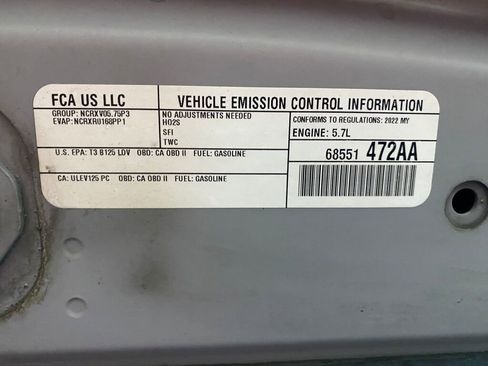 FCA US LLC
VEHICLE EMISSION CONTROL INFORMATION
GROUP: NCRXV05.75P3
EVAP: NCRXR0168PP1
NO ADJUSTMENTS NEEDED
HO2S
SFI
TWC
CONFORMS TO REGULATIONS: 2022 MY
ENGINE: 5.7L
U.S. EPA: T3 B125 LDV OBD: CA OBD II FUEL: GASOLINE
68551 472AA
CA: ULEV125 PC OBD: CA OBD II FUEL: GASOLINE